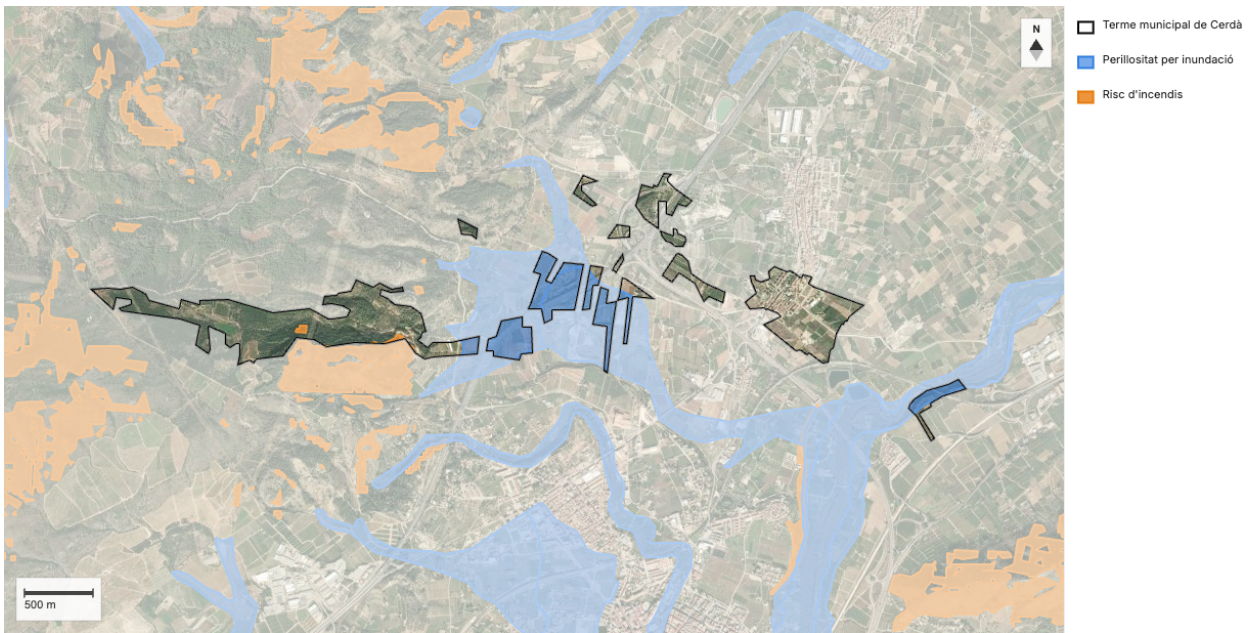 N
Terme municipal de Cerdà
Perillositat per inundació
Risc d'incendis
500 m